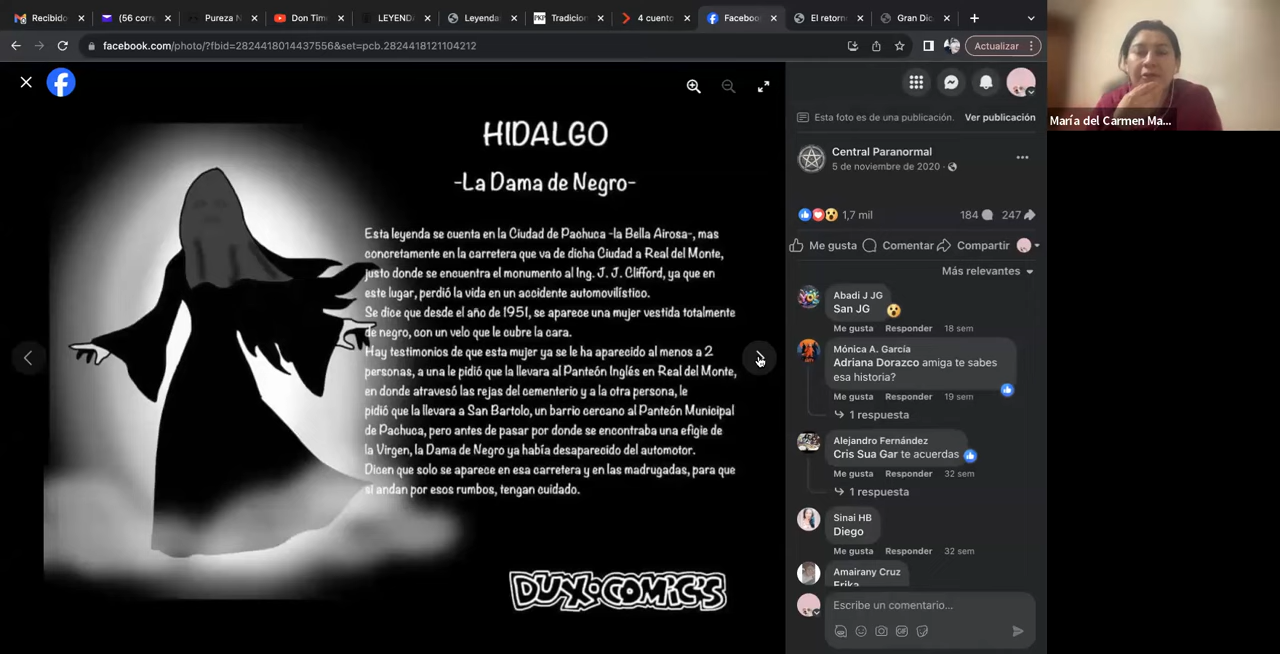 Recibido
(56 corre
Pureza N
Don Tim
LEYEND
Leyenda
PKP
Tradicion
4 cuento
Faceboo
El retorn
Gran Dic
facebook.com/photo/?fbid=2824418014437556&set=pcb.2824418121104212
Actualizar
HIDALGO
-La Dama de Negro-
Esta leyenda se cuenta en la Ciudad de Pachuca -la Bella Airosa-, mas
concretamente en la carretera que va de dicha Ciudad a Real del Monte,
justo donde se encuentra el monumento al Ing. J. J. Clifford, ya que en
este lugar, perdió la vida en un accidente automovilístico.
Se dice que desde el año de 1951, se aparece una mujer vestida totalmente
de negro, con un velo que le cubre la cara.
Hay testimonios de que esta mujer ya se le ha aparecido al menos a 2
personas, a una le pidió que la llevara al Panteón Inglés en Real del Monte,
en donde atravesó las rejas del cementerio y a la otra persona, le
pidió que la llevara a San Bartolo, un barrio cercano al Panteón Municipal
de Pachuca, pero antes de pasar por donde se encontraba una efigie de
la Virgen, la Dama de Negro ya había desaparecido del automotor.
Dicen que solo se aparece en esa carretera y en las madrugadas, para que
si andan por esos rumbos, tengan cuidado.
DUX·COMIC'S
Esta foto es de una publicación.
Ver publicación
Central Paranormal
5 de noviembre de 2020 ·
1,7 mil
184
247
Me gusta
Comentar
Compartir
Más relevantes
Abadi J JG
San JG
Me gusta Responder 18 sem
Mónica A. García
Adriana Dorazco amiga te sabes
esa historia?
Me gusta Responder 19 sem
1 respuesta
Alejandro Fernández
Cris Sua Gar te acuerdas
Me gusta Responder 32 sem
1 respuesta
Sinai HB
Diego
Me gusta Responder 32 sem
Amairany Cruz
Erika
Escribe un comentario...
María del Carmen Ma...